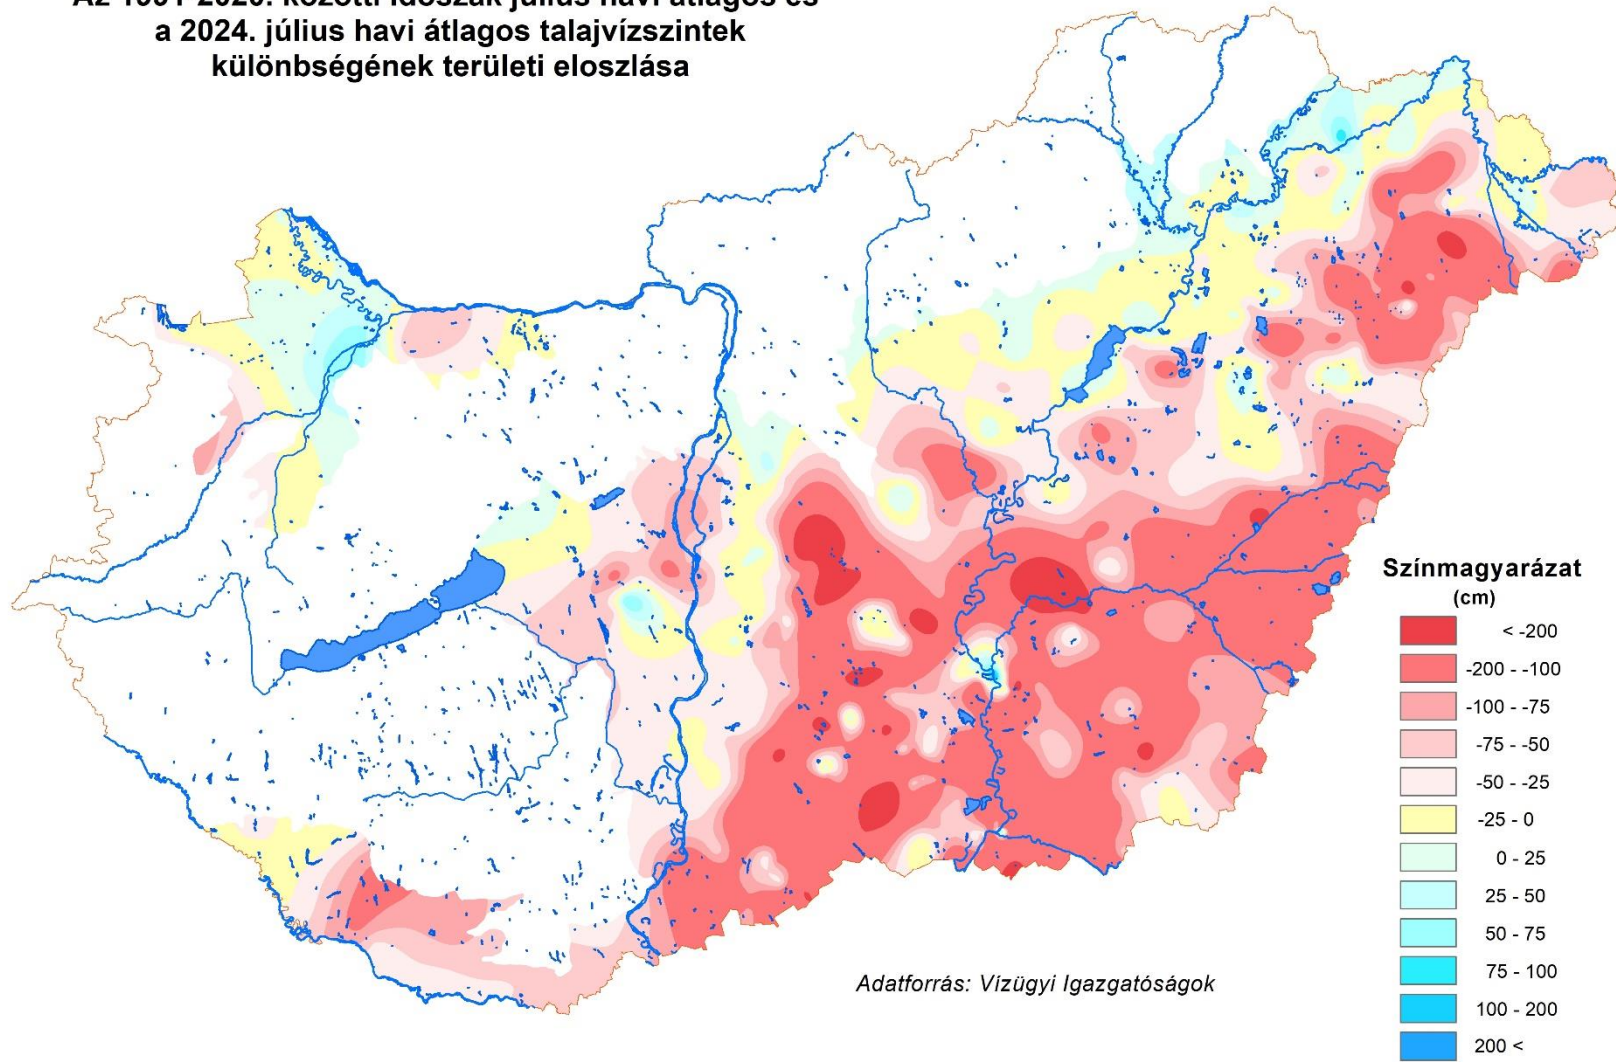 a 2024. július havi átlagos talajvízszintek
különbségének területi eloszlása
Színmagyarázat
(cm)
< -200
-200 - -100
-100 - -75
-75 - -50
-50 - -25
-25 - 0
0 - 25
25 - 50
50 - 75
75 - 100
100 - 200
200 <
Adatforrás: Vízügyi Igazgatóságok